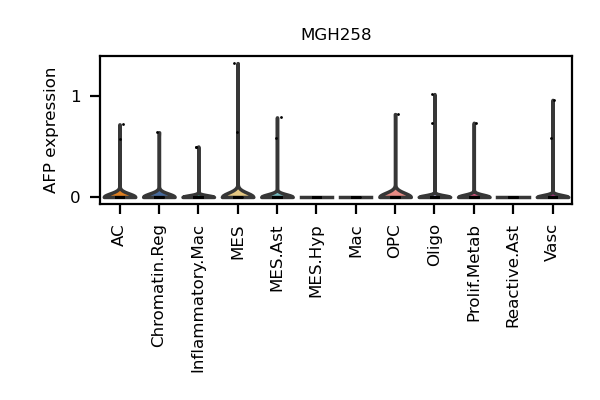 MGH258
AFP expression
1
0
AC
Chromatin.Reg
Inflammatory.Mac
MES
MES.Ast
MES.Hyp
Mac
OPC
Oligo
Prolif.Metab
Reactive.Ast
Vasc